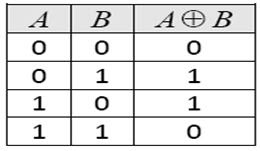 A B A ⊕ B
0 0 0
0 1 1
1 0 1
1 1 0